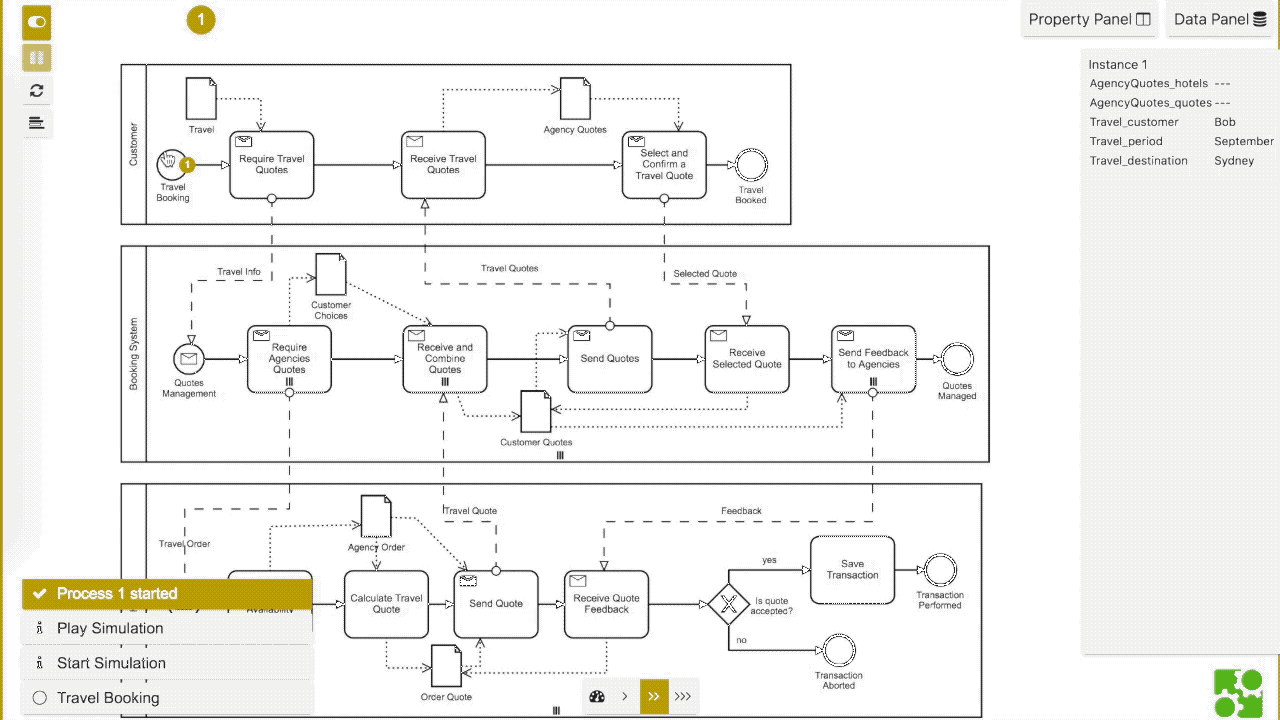 1
Property Panel
Data Panel
Instance 1
AgencyQuotes_hotels ---
AgencyQuotes_quotes ---
Travel_customer Bob
Travel_period September
Travel_destination Sydney
Customer
Travel
Agency Quotes
Require Travel
Quotes
Receive Travel
Quotes
Select and
Confirm a
Travel Quote
1
Travel
Booking
Travel
Booked
Booking System
Travel Info
Travel Quotes
Selected Quote
Customer
Choices
Require
Agencies
Quotes
Receive and
Combine
Quotes
Send Quotes
Receive
Selected Quote
Send Feedback
to Agencies
Quotes
Management
Quotes
Managed
Customer Quotes
Travel Order
Agency Order
Travel Quote
Feedback
Availability
Calculate Travel
Quote
Send Quote
Receive Quote
Feedback
yes
Is quote
accepted?
no
Save
Transaction
Transaction
Performed
Transaction
Aborted
Order Quote
Process 1 started
Play Simulation
Start Simulation
Travel Booking